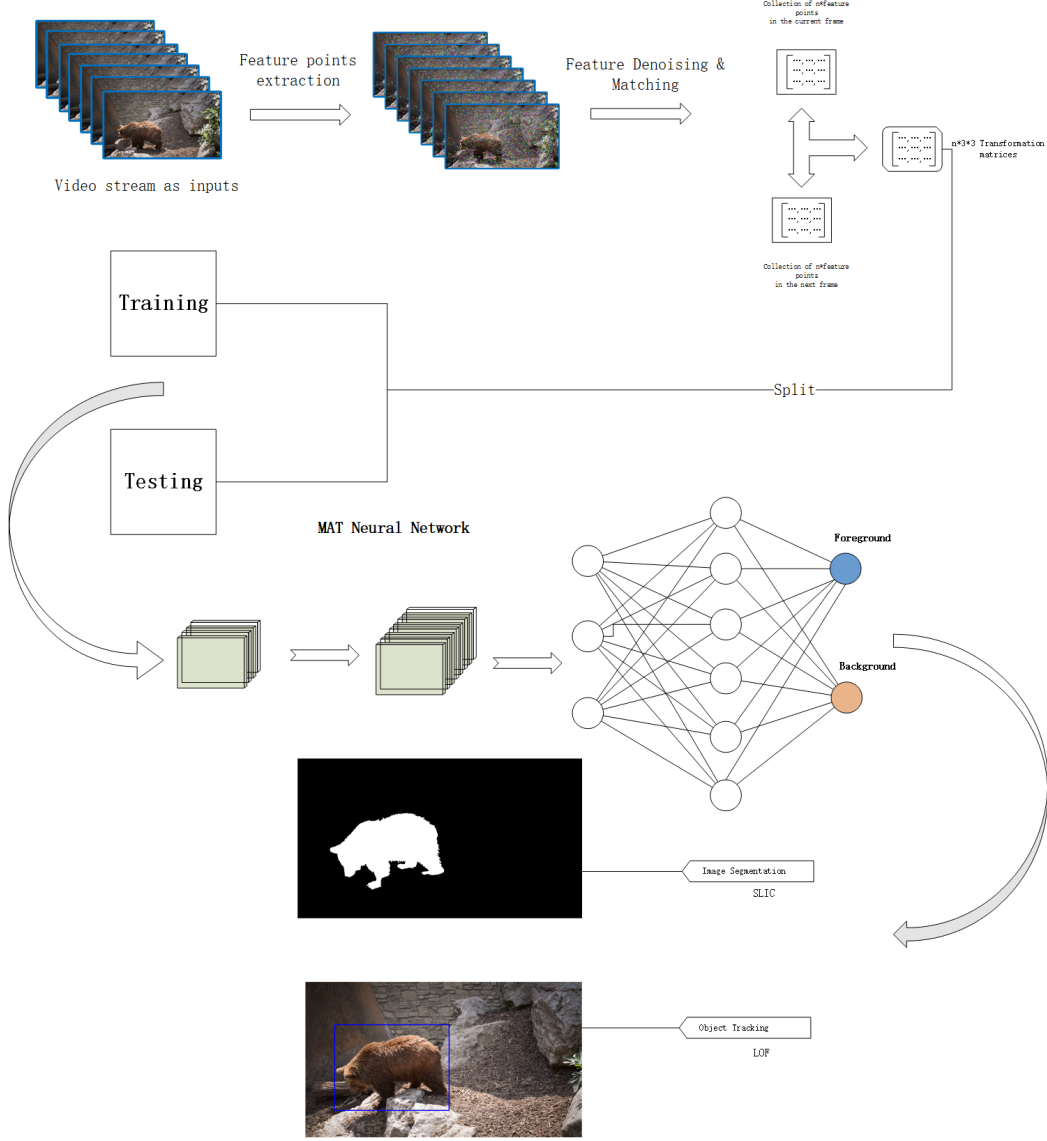 Collection of n*feature
points
in the current frame
Feature points
extraction
Feature Denoising &
Matching
[…,…,…
…,…,…
…,…,…]
n*3*3 Transformation
matrices
[…,…,…
…,…,…
…,…,…]
Video stream as inputs
[…,…,…
…,…,…
…,…,…]
Collection of n*feature
points
in the next frame
Training
Split
Testing
MAT Neural Network
Foreground
Background
Image Segmentation
SLIC
Object Tracking
LOF